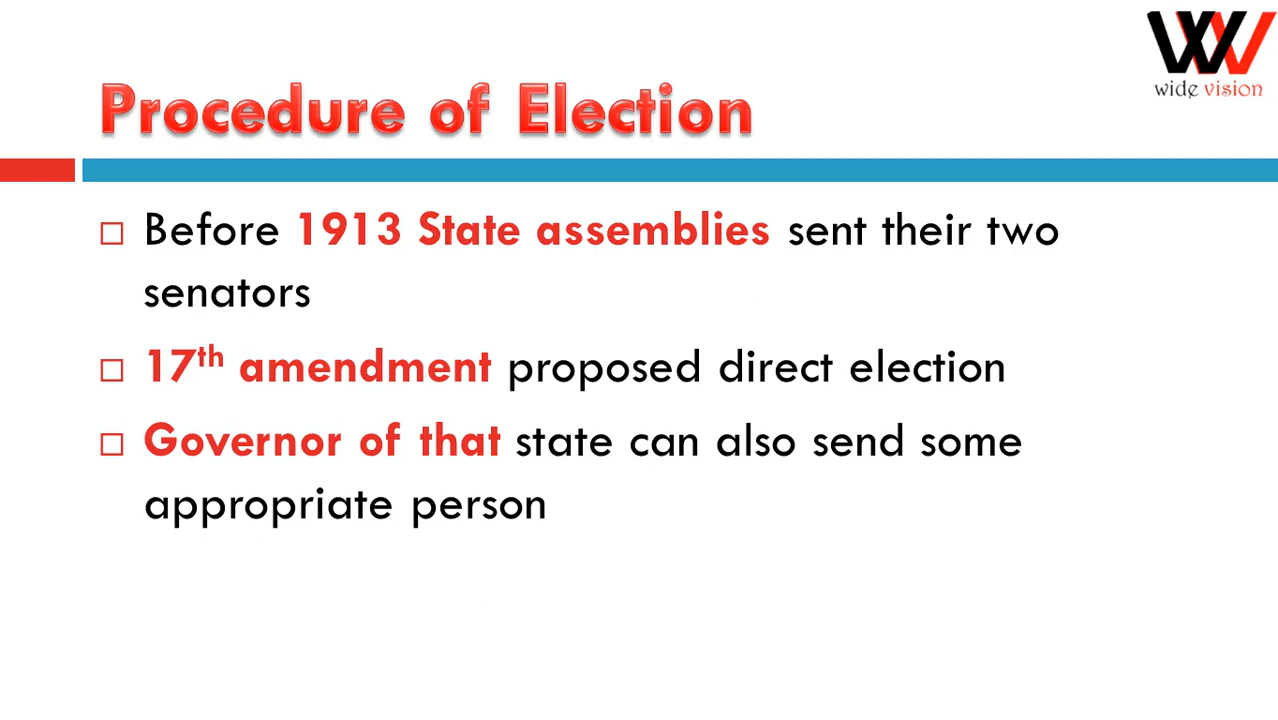 W
wide vision
Procedure of Election
Before 1913 State assemblies sent their two
senators
17th amendment proposed direct election
Governor of that state can also send some
appropriate person